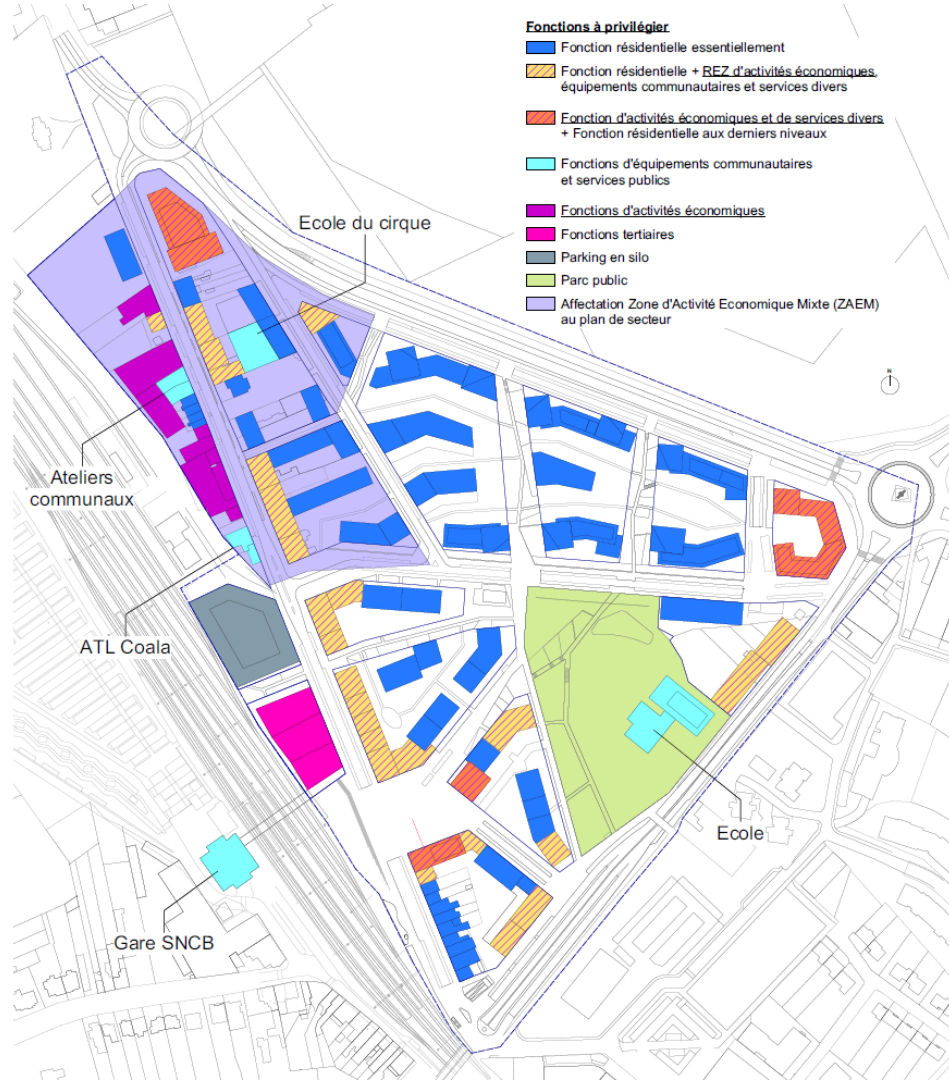 Fonctions à privilégier
Fonction résidentielle essentiellement
Fonction résidentielle + REZ d'activités économiques,
équipements communautaires et services divers
Fonction d'activités économiques et de services divers
+ Fonction résidentielle aux derniers niveaux
Fonctions d'équipements communautaires
et services publics
Fonctions d'activités économiques
Fonctions tertiaires
Parking en silo
Parc public
Affectation Zone d'Activité Economique Mixte (ZAEM)
au plan de secteur
Ecole du cirque
N
Ateliers
communaux
ATL Coala
Ecole
Gare SNCB